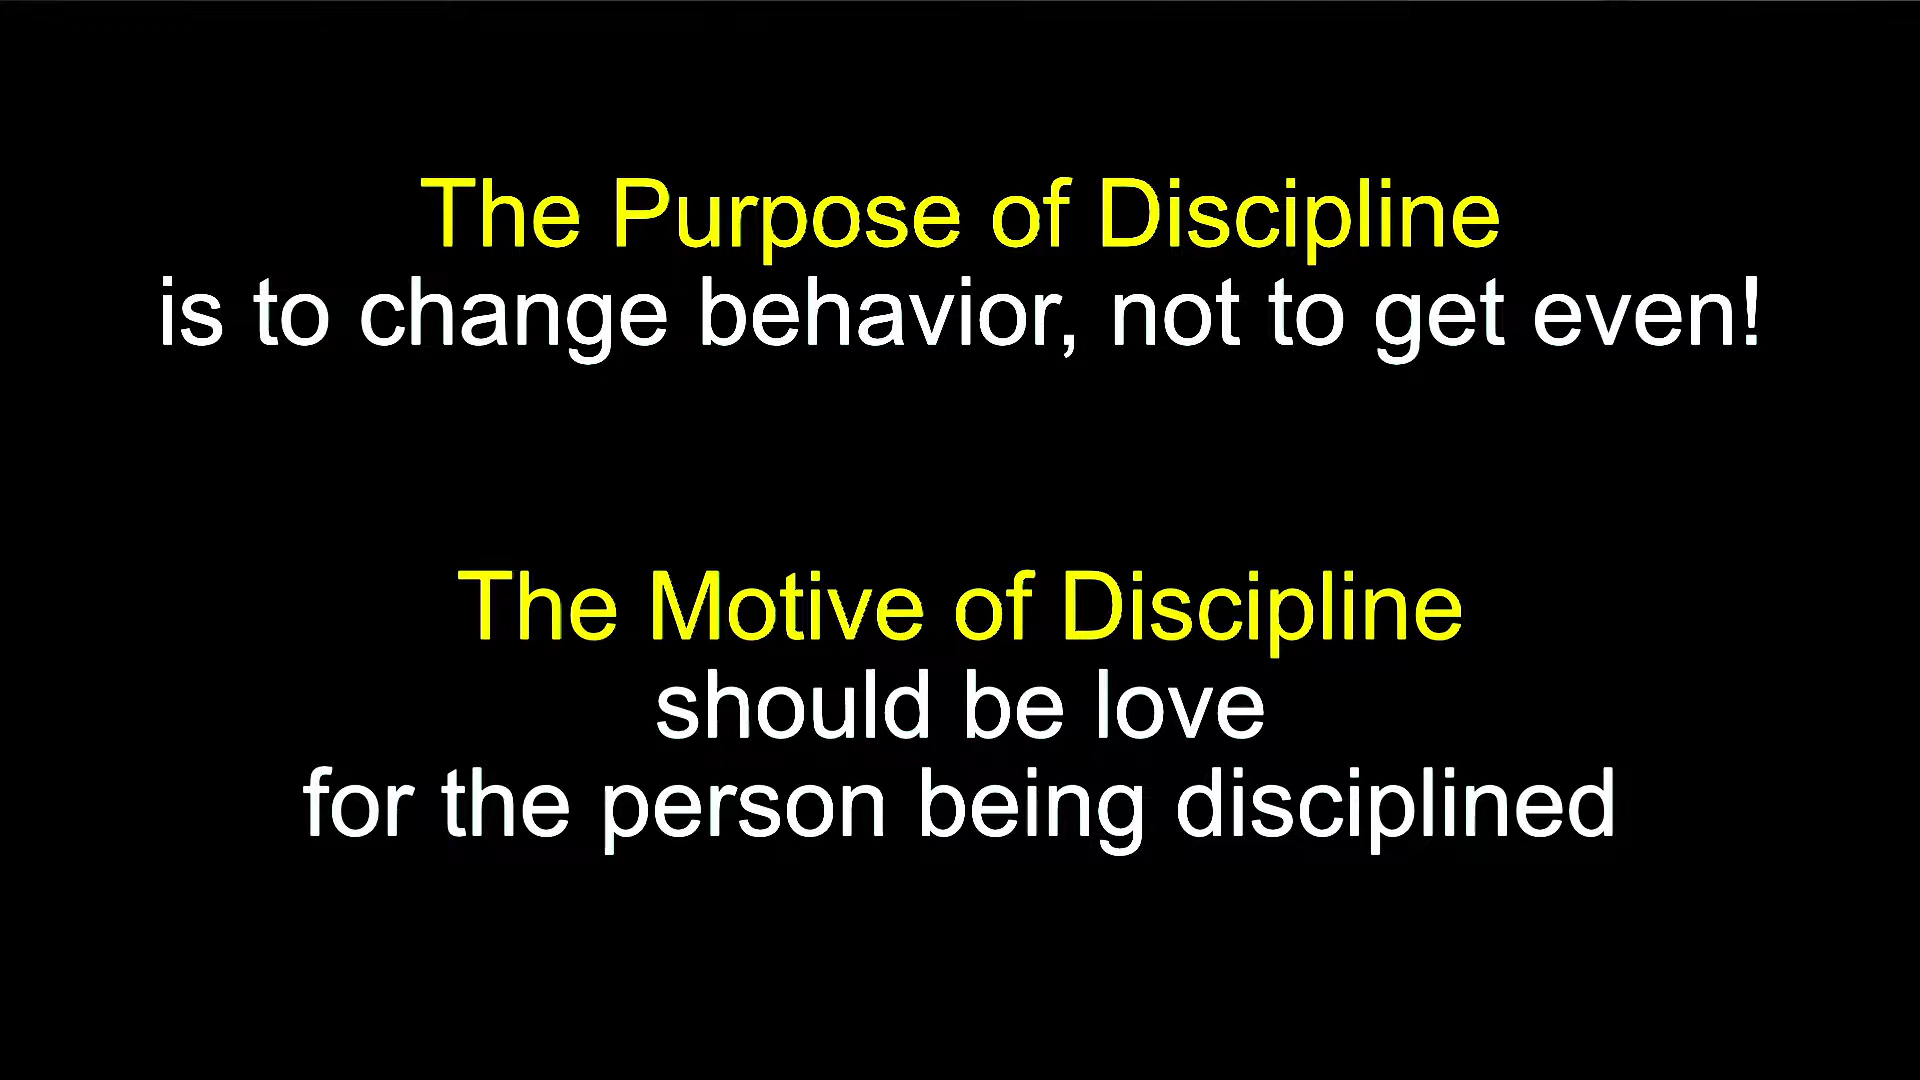 The Purpose of Discipline
is to change behavior, not to get even!
The Motive of Discipline
should be love
for the person being disciplined